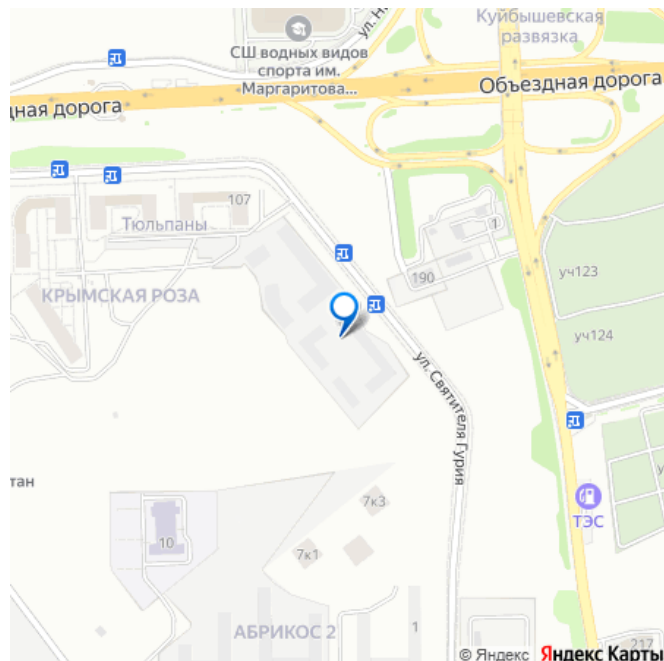 Куйбышевская
развязка
ул. Н
СШ водных видов
спорта им.
Маргаритова...
Объездная дорога
дная дорога
107
Тюльпаны
1
190
уч123
КРЫМСКАЯ РОЗА
уч124
ул. Святителя Гурия
тан
7к3
ТЭС
10
7к1
АБРИКОС 2
1
217
© Яндекс Яндекс Карты